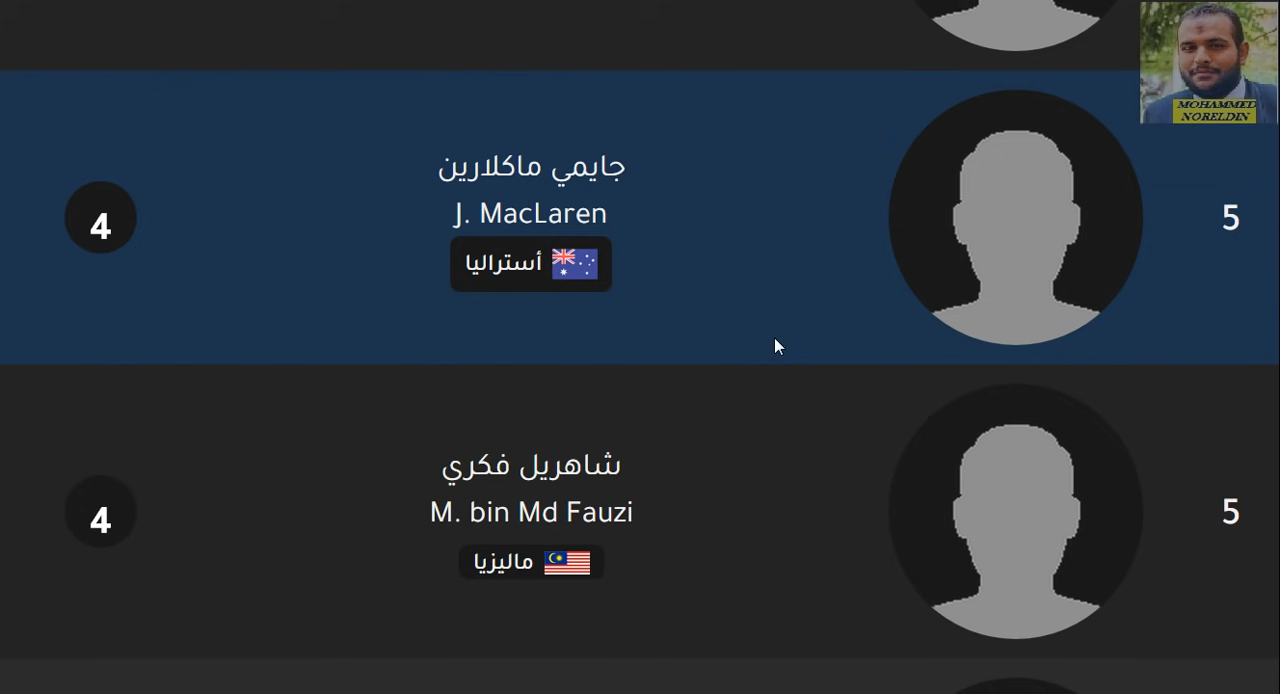 MOHAMMED
NORELDIN
5
جايمي ماكلارين
J. MacLaren
أستراليا
4
5
شاهريل فكري
M. bin Md Fauzi
ماليزيا
4